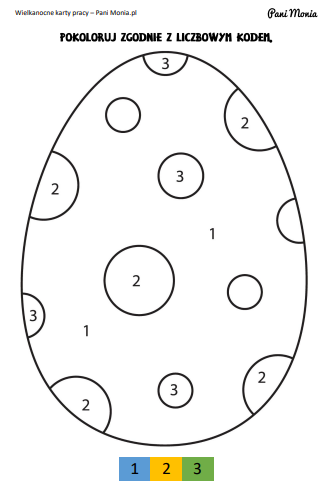 Wielkanocne karty pracy – Pani Monia.pl
Pani Monia
POKOLORUJ ZGODNIE Z LICZBOWYM KODEM.
3
2
3
2
1
2
3
1
2
3
2
1 2 3